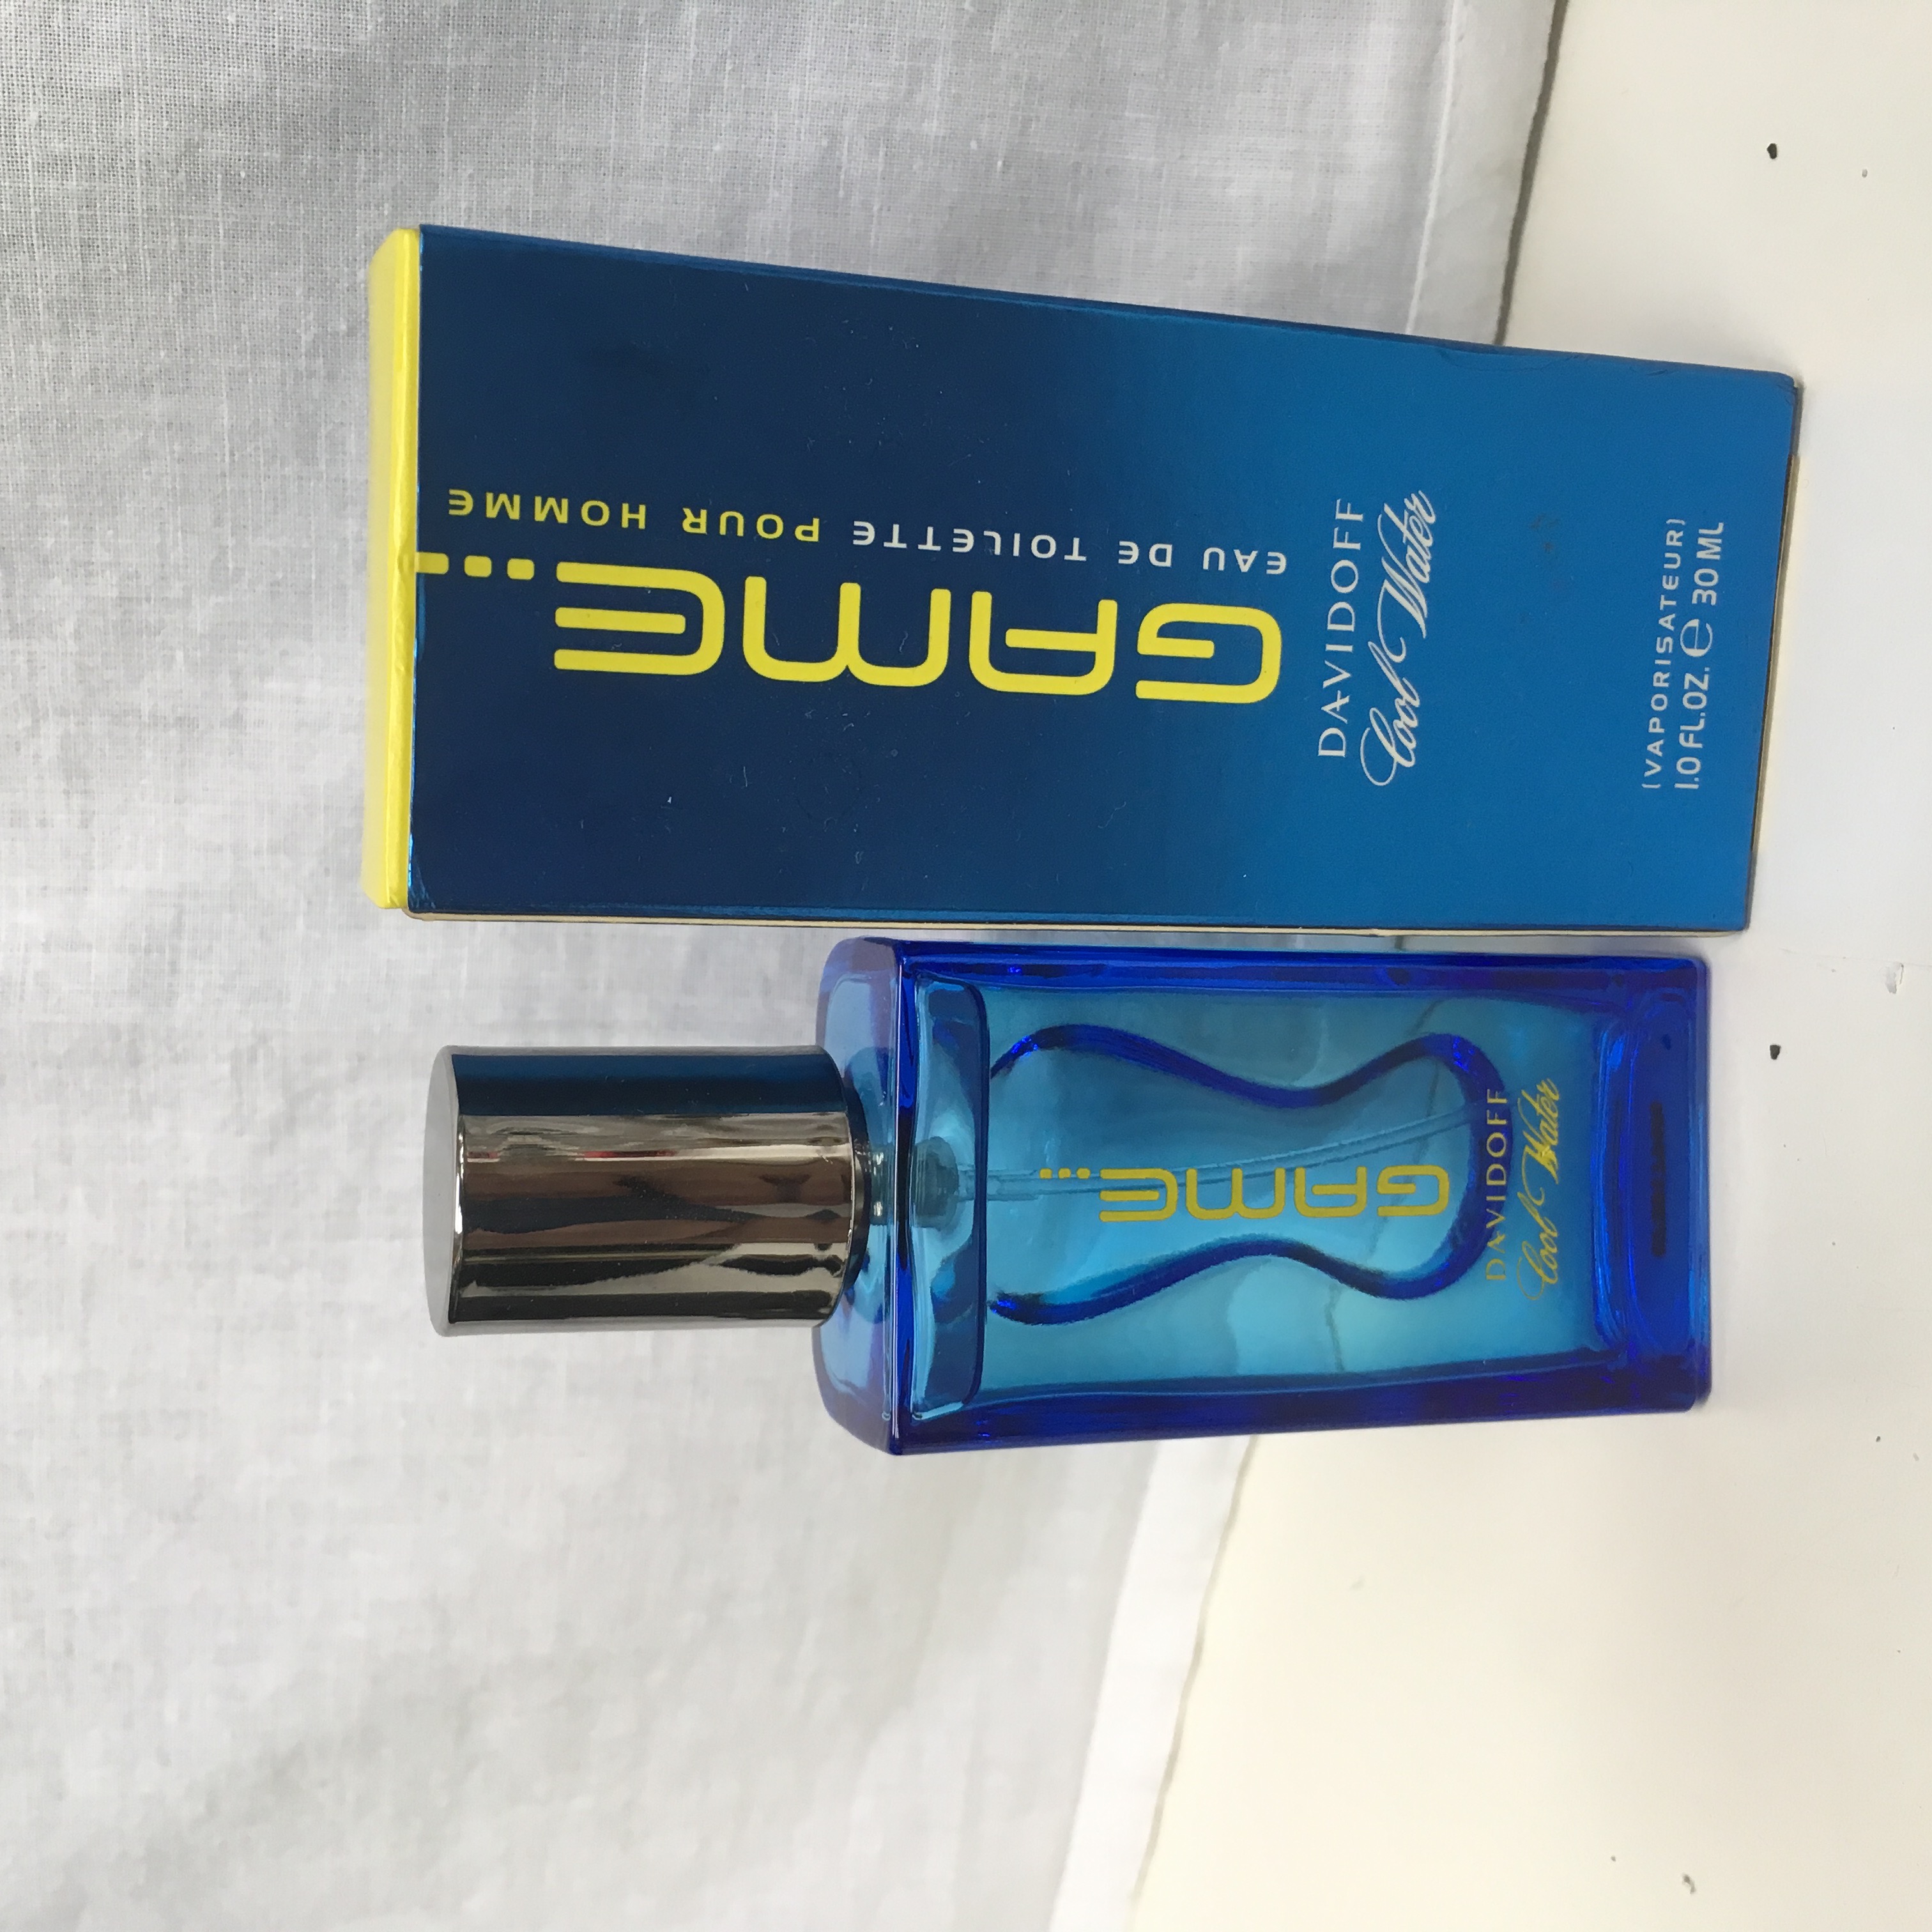 GAME...
EAU DE TOILETTE POUR HOMME
DAVIDOFF
Cool Water
(VAPORISATEUR)
1.0 FL.OZ. ℮ 30 ML
GAME...
DAVIDOFF
Cool Water